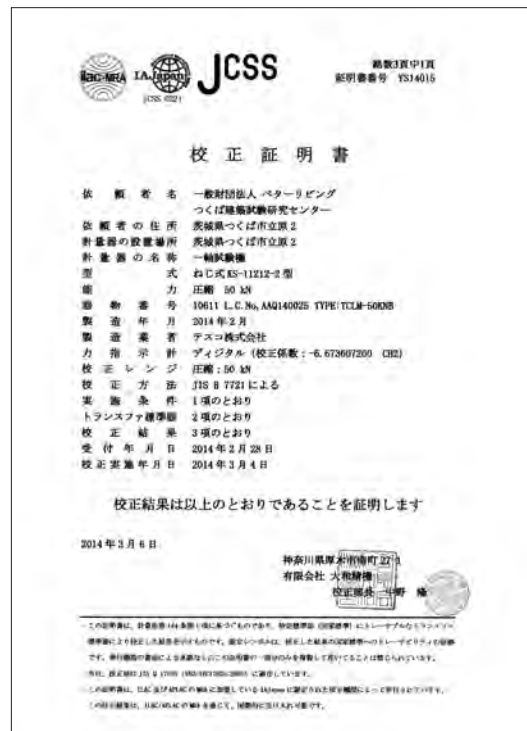 ilac-MRA IA Japan JCSS
JCSS 0221
総数3頁中1頁
証明書番号 YS14015
校正証明書
依頼者名 一般財団法人 ベターリビング
つくば建築試験研究センター
依頼者の住所 茨城県つくば市立原2
計量器の設置場所 茨城県つくば市立原2
計量器の名称 一軸試験機
型式 ねじ式 KS-11212-2型
能力 圧縮 50 kN
器物番号 10611 L.C.No.AAQ140025 TYPE:TCLM-50KNB
製造年月 2014年2月
製造業者 テスコ株式会社
力指示計 ディジタル (校正係数:-6.673607200 CH2)
校正レンジ 圧縮:50 kN
校正方法 JIS B 7721による
実施条件 1項のとおり
トランスファ標準器 2項のとおり
校正結果 3項のとおり
受付年月日 2014年2月28日
校正実施年月日 2014年3月4日
校正結果は以上のとおりであることを証明します
2014年3月6日
神奈川県厚木市
有限会社 大和精機
校正部長 中野 隆